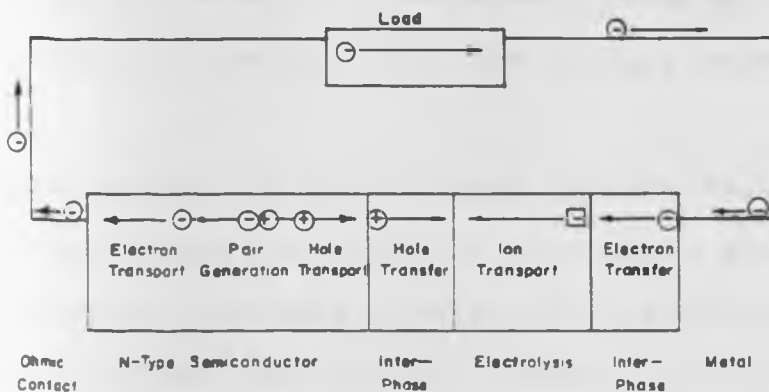 Load
Electron Pair Hole Hole Ion Electron
Transport Generation Transport Transfer Transport Transfer
Ohmic N-Type Semiconductor Inter— Electrolysis Inter— Metal
Contact Phase Phase